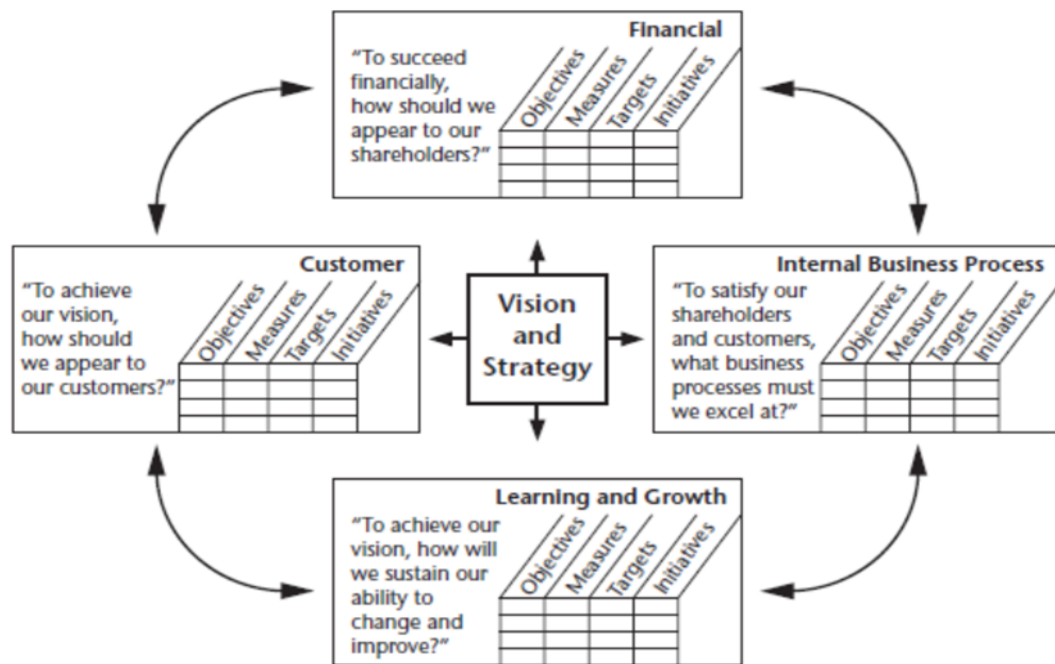 Financial
“To succeed
financially,
how should we
appear to our
shareholders?”
Objectives
Measures
Targets
Initiatives
Customer
“To achieve
our vision,
how should
we appear to
our customers?”
Objectives
Measures
Targets
Initiatives
Vision
and
Strategy
Internal Business Process
“To satisfy our
shareholders
and customers,
what business
processes must
we excel at?”
Objectives
Measures
Targets
Initiatives
Learning and Growth
“To achieve our
vision, how will
we sustain our
ability to
change and
improve?”
Objectives
Measures
Targets
Initiatives